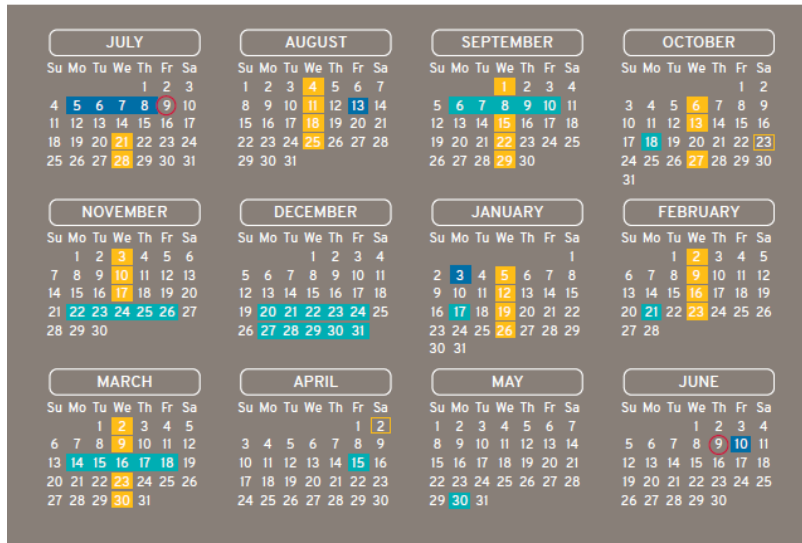 JULY
Su Mo Tu We Th Fr Sa
1 2 3
4 5 6 7 8 9 10
11 12 13 14 15 16 17
18 19 20 21 22 23 24
25 26 27 28 29 30 31
AUGUST
Su Mo Tu We Th Fr Sa
1 2 3 4 5 6 7
8 9 10 11 12 13 14
15 16 17 18 19 20 21
22 23 24 25 26 27 28
29 30 31
SEPTEMBER
Su Mo Tu We Th Fr Sa
1 2 3 4
5 6 7 8 9 10 11
12 13 14 15 16 17 18
19 20 21 22 23 24 25
26 27 28 29 30
OCTOBER
Su Mo Tu We Th Fr Sa
1 2
3 4 5 6 7 8 9
10 11 12 13 14 15 16
17 18 19 20 21 22 23
24 25 26 27 28 29 30
31
NOVEMBER
Su Mo Tu We Th Fr Sa
1 2 3 4 5 6
7 8 9 10 11 12 13
14 15 16 17 18 19 20
21 22 23 24 25 26 27
28 29 30
DECEMBER
Su Mo Tu We Th Fr Sa
1 2 3 4
5 6 7 8 9 10 11
12 13 14 15 16 17 18
19 20 21 22 23 24 25
26 27 28 29 30 31
JANUARY
Su Mo Tu We Th Fr Sa
1
2 3 4 5 6 7 8
9 10 11 12 13 14 15
16 17 18 19 20 21 22
23 24 25 26 27 28 29
30 31
FEBRUARY
Su Mo Tu We Th Fr Sa
1 2 3 4 5
6 7 8 9 10 11 12
13 14 15 16 17 18 19
20 21 22 23 24 25 26
27 28
MARCH
Su Mo Tu We Th Fr Sa
1 2 3 4 5
6 7 8 9 10 11 12
13 14 15 16 17 18 19
20 21 22 23 24 25 26
27 28 29 30 31
APRIL
Su Mo Tu We Th Fr Sa
1 2
3 4 5 6 7 8 9
10 11 12 13 14 15 16
17 18 19 20 21 22 23
24 25 26 27 28 29 30
MAY
Su Mo Tu We Th Fr Sa
1 2 3 4 5 6 7
8 9 10 11 12 13 14
15 16 17 18 19 20 21
22 23 24 25 26 27 28
29 30 31
JUNE
Su Mo Tu We Th Fr Sa
1 2 3 4
5 6 7 8 9 10 11
12 13 14 15 16 17 18
19 20 21 22 23 24 25
26 27 28 29 30